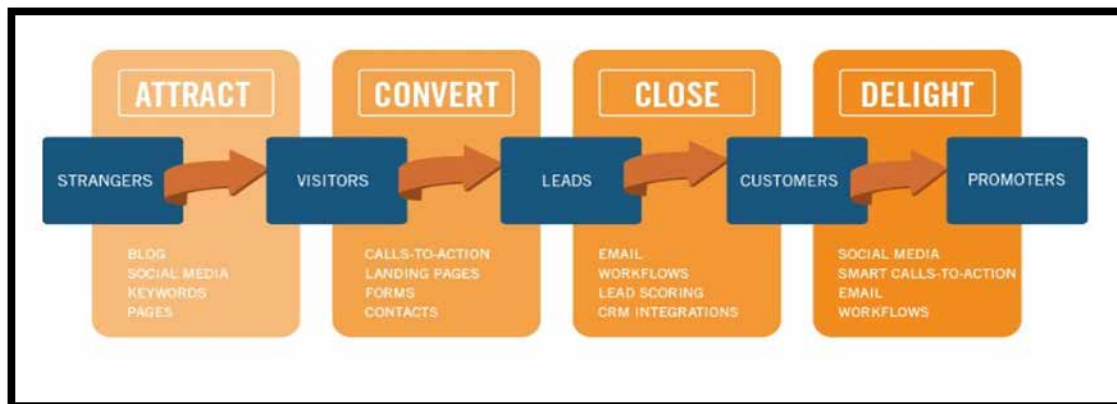 ATTRACT
CONVERT
CLOSE
DELIGHT
STRANGERS
VISITORS
LEADS
CUSTOMERS
PROMOTERS
BLOG
SOCIAL MEDIA
KEYWORDS
PAGES
CALLS-TO-ACTION
LANDING PAGES
FORMS
CONTACTS
EMAIL
WORKFLOWS
LEAD SCORING
CRM INTEGRATIONS
SOCIAL MEDIA
SMART CALLS-TO-ACTION
EMAIL
WORKFLOWS